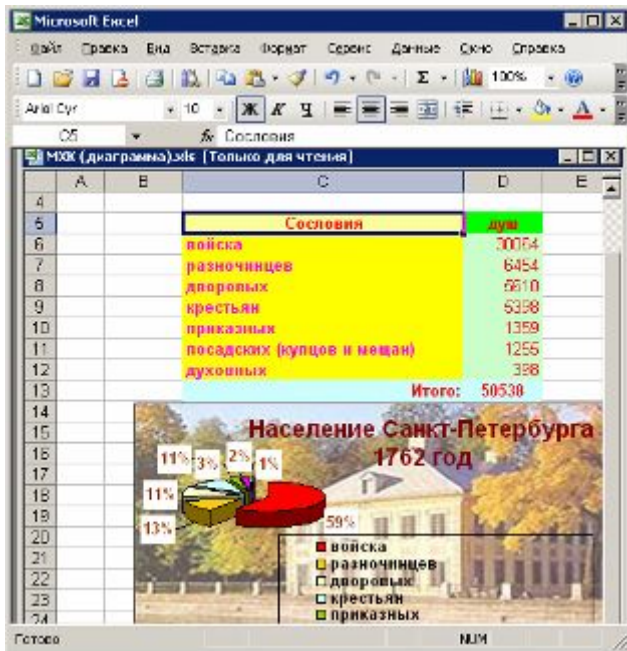 Microsoft Excel
Файл Правка Вид Вставка Формат Сервис Данные Окно Справка
100%
Arial Cyr 10 Ж К Ч
C5 fx Сословия
МХК (диаграмма).xls [Только для чтения]
A B C D E
4
5 Сословия душ
6 войска 30064
7 разночинцев 6454
8 дворовых 5610
9 крестьян 5398
10 приказных 1359
11 посадских (купцов и мещан) 1255
12 духовных 398
13 Итого: 50538
14
15 Население Санкт-Петербурга
16 1762 год
17
18
19
20
21
22
23
24
11% 3% 2% 1%
11%
13%
59%
войска
разночинцев
дворовых
крестьян
приказных
Готово NUM